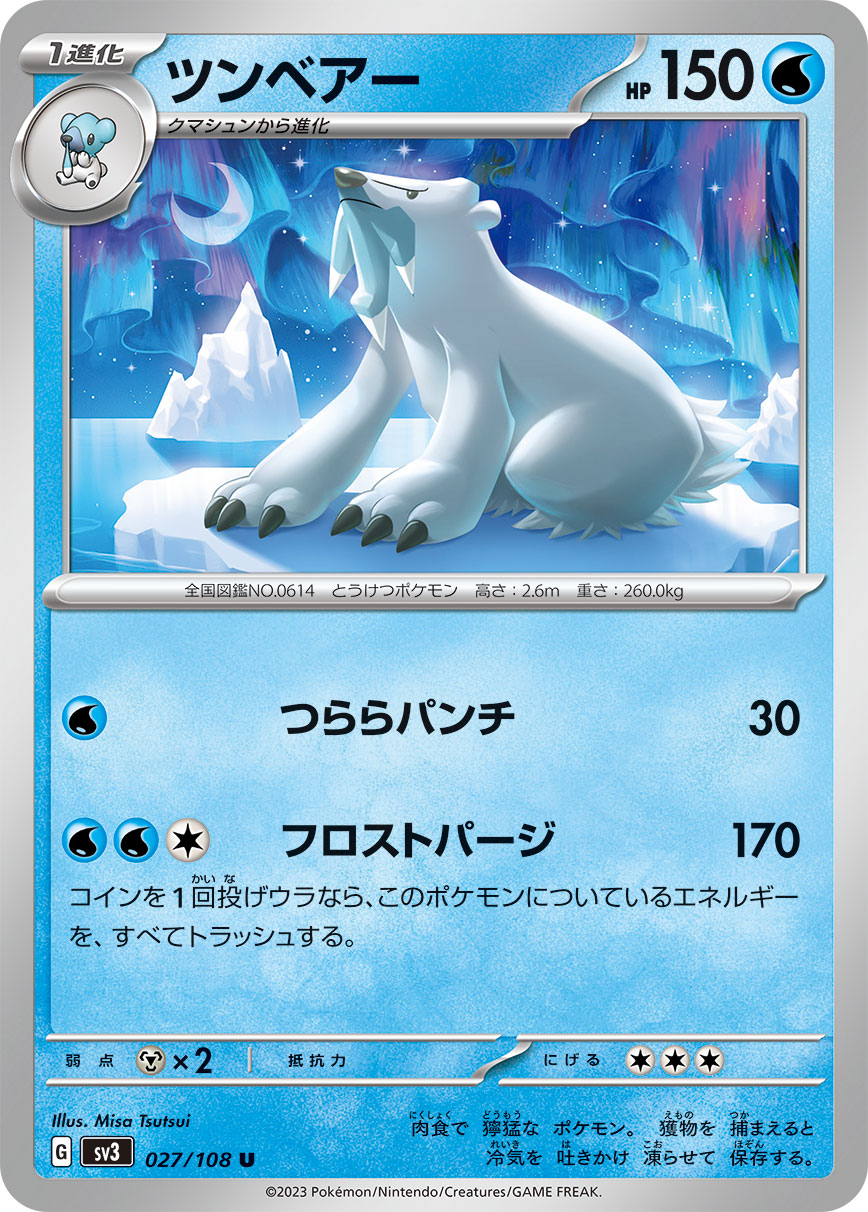 1進化
ツンベアー
HP 150
クマシュンから進化
全国図鑑NO.0614 とうけつポケモン 高さ:2.6m 重さ:260.0kg
つららパンチ 30
フロストパージ 170
コインを1回投げウラなら、このポケモンについているエネルギー
を、すべてトラッシュする。
弱点 ×2 抵抗力 にげる
Illus. Misa Tsutsui
G sv3 027/108 U
肉食で 獰猛な ポケモン。 獲物を 捕まえると
冷気を 吐きかけ 凍らせて 保存する。
©2023 Pokémon/Nintendo/Creatures/GAME FREAK.